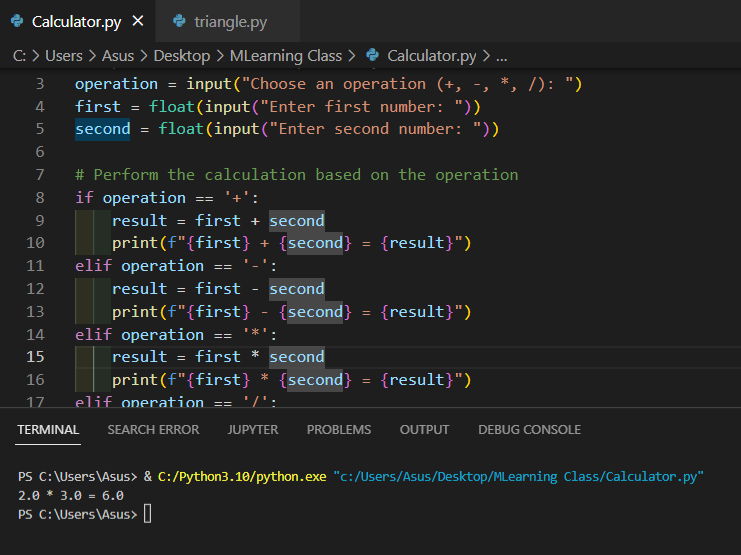 Calculator.py ×	triangle.py
C: > Users > Asus > Desktop > MLearning Class > Calculator.py > ...
3 operation = input("Choose an operation (+, -, *, /): ")
4 first = float(input("Enter first number: "))
5 second = float(input("Enter second number: "))
6
7 # Perform the calculation based on the operation
8 if operation == '+':
9     result = first + second
10     print(f"{first} + {second} = {result}")
11 elif operation == '-':
12     result = first - second
13     print(f"{first} - {second} = {result}")
14 elif operation == '*':
15     result = first * second
16     print(f"{first} * {second} = {result}")
17 elif operation == '/':
TERMINAL	SEARCH ERROR	JUPYTER	PROBLEMS	OUTPUT	DEBUG CONSOLE
PS C:\Users\Asus> & C:/Python3.10/python.exe "c:/Users/Asus/Desktop/MLearning Class/Calculator.py"
2.0 * 3.0 = 6.0
PS C:\Users\Asus>